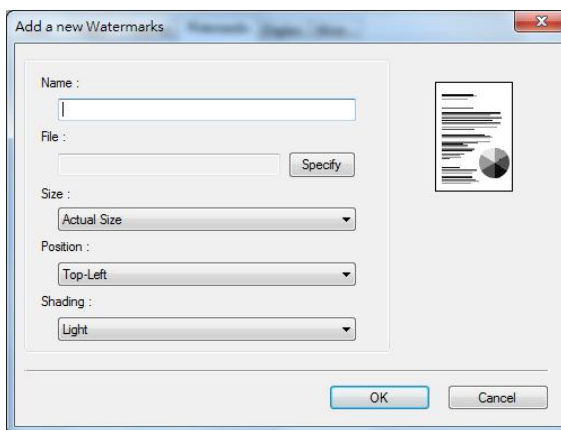 Add a new Watermarks
Name :
File :
Specify
Size :
Actual Size
Position :
Top-Left
Shading :
Light
OK
Cancel